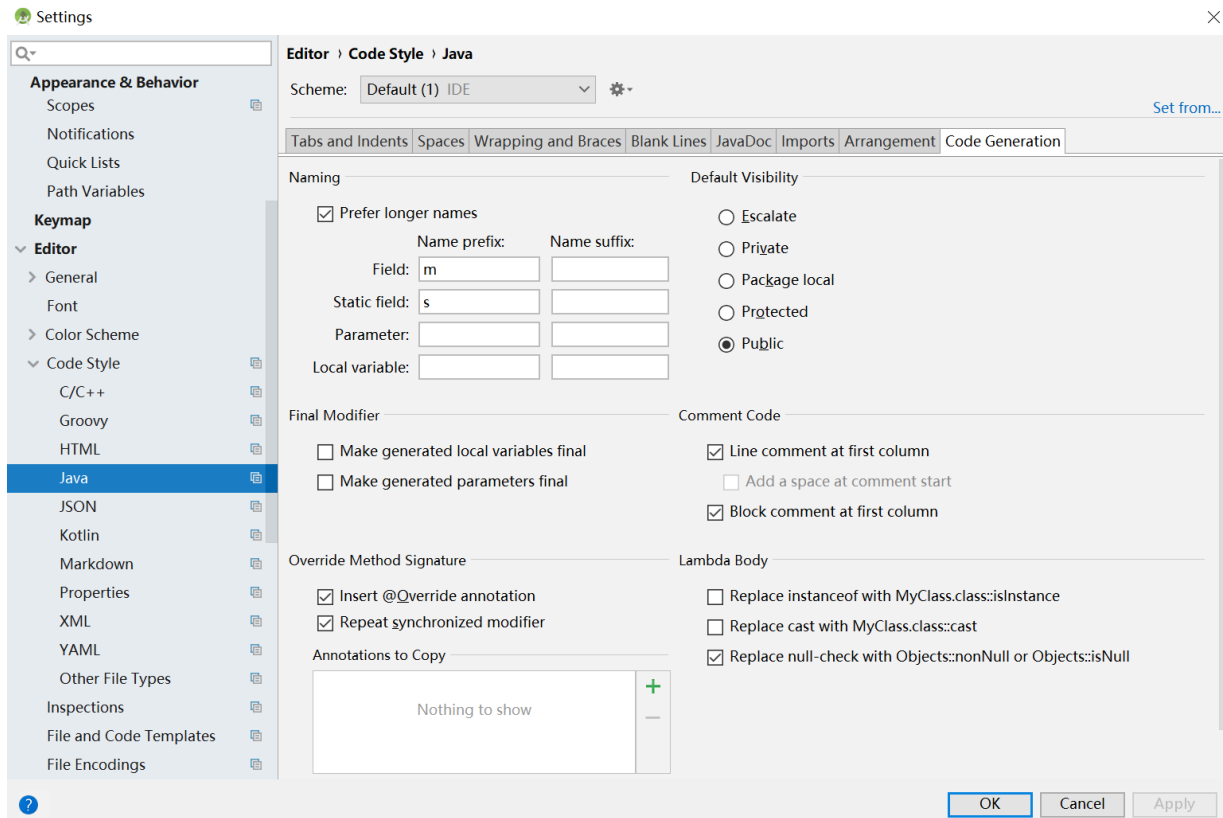 Settings
Appearance & Behavior
Scopes
Notifications
Quick Lists
Path Variables
Keymap
Editor
General
Font
Color Scheme
Code Style
C/C++
Groovy
HTML
Java
JSON
Kotlin
Markdown
Properties
XML
YAML
Other File Types
Inspections
File and Code Templates
File Encodings
?
Editor › Code Style › Java
Scheme: Default (1) IDE
Set from...
Tabs and Indents Spaces Wrapping and Braces Blank Lines JavaDoc Imports Arrangement Code Generation
Naming
Prefer longer names
Name prefix: Name suffix:
Field: m
Static field: s
Parameter:
Local variable:
Default Visibility
Escalate
Private
Package local
Protected
Public
Final Modifier
Make generated local variables final
Make generated parameters final
Comment Code
Line comment at first column
Add a space at comment start
Block comment at first column
Override Method Signature
Insert @Override annotation
Repeat synchronized modifier
Annotations to Copy
Nothing to show
Lambda Body
Replace instanceof with MyClass.class::isInstance
Replace cast with MyClass.class::cast
Replace null-check with Objects::nonNull or Objects::isNull
OK Cancel Apply